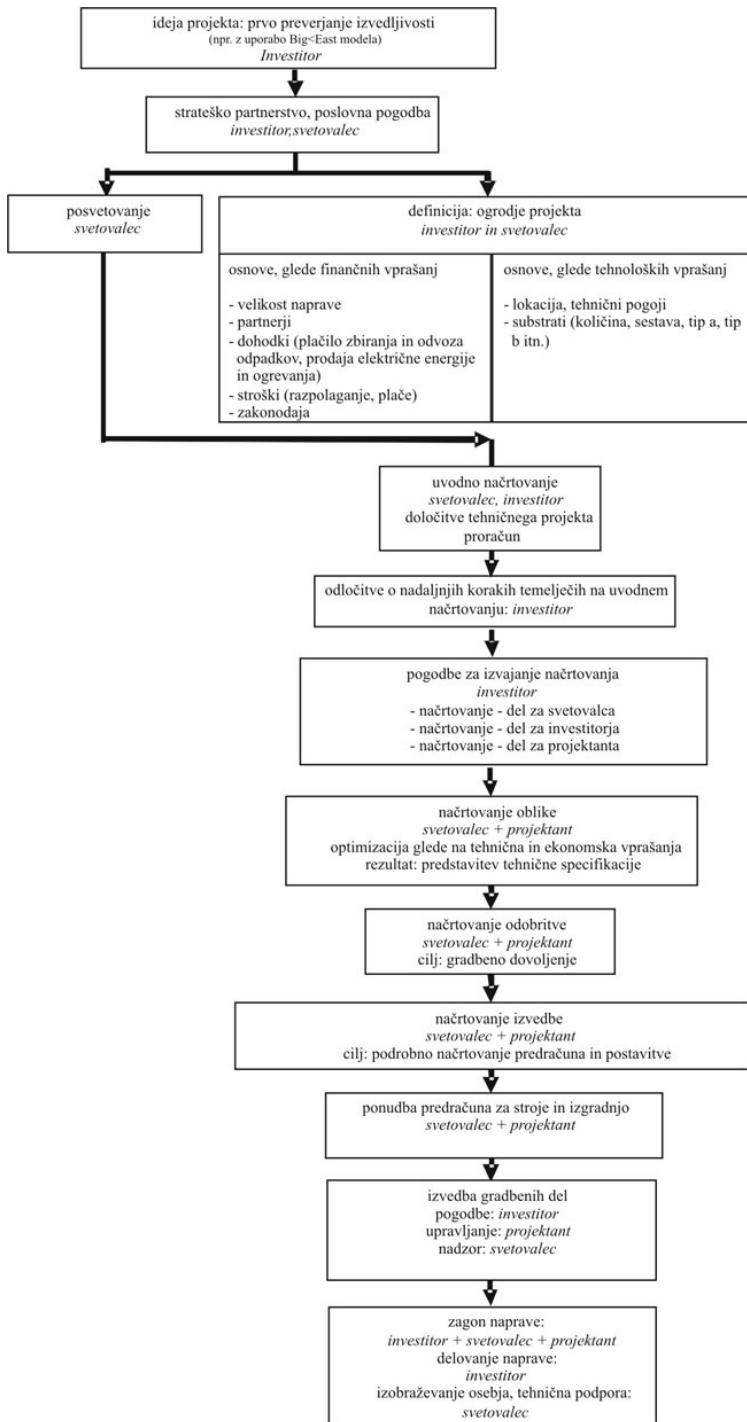 ideja projekta: prvo preverjanje izvedljivosti
(npr. z uporabo Big<East modela)
Investitor
strateško partnerstvo, poslovna pogodba
investitor,svetovalec
posvetovanje
svetovalec
definicija: ogrodje projekta
investitor in svetovalec
osnove, glede finančnih vprašanj
- velikost naprave
- partnerji
- dohodki (plačilo zbiranja in odvoza
odpadkov, prodaja električne energije
in ogrevanja)
- stroški (razpolaganje, plače)
- zakonodaja
osnove, glede tehnoloških vprašanj
- lokacija, tehnični pogoji
- substrati (količina, sestava, tip a, tip
b itn.)
uvodno načrtovanje
svetovalec, investitor
določitve tehničnega projekta
proračun
odločitve o nadaljnjih korakih temelječih na uvodnem
načrtovanju: investitor
pogodbe za izvajanje načrtovanja
investitor
- načrtovanje - del za svetovalca
- načrtovanje - del za investitorja
- načrtovanje - del za projektanta
načrtovanje oblike
svetovalec + projektant
optimizacija glede na tehnična in ekonomska vprašanja
rezultat: predstavitev tehnične specifikacije
načrtovanje odobritve
svetovalec + projektant
cilj: gradbeno dovoljenje
načrtovanje izvedbe
svetovalec + projektant
cilj: podrobno načrtovanje predračuna in postavitve
ponudba predračuna za stroje in izgradnjo
svetovalec + projektant
izvedba gradbenih del
pogodbe: investitor
upravljanje: projektant
nadzor: svetovalec
zagon naprave:
investitor + svetovalec + projektant
delovanje naprave:
investitor
izobraževanje osebja, tehnična podpora:
svetovalec